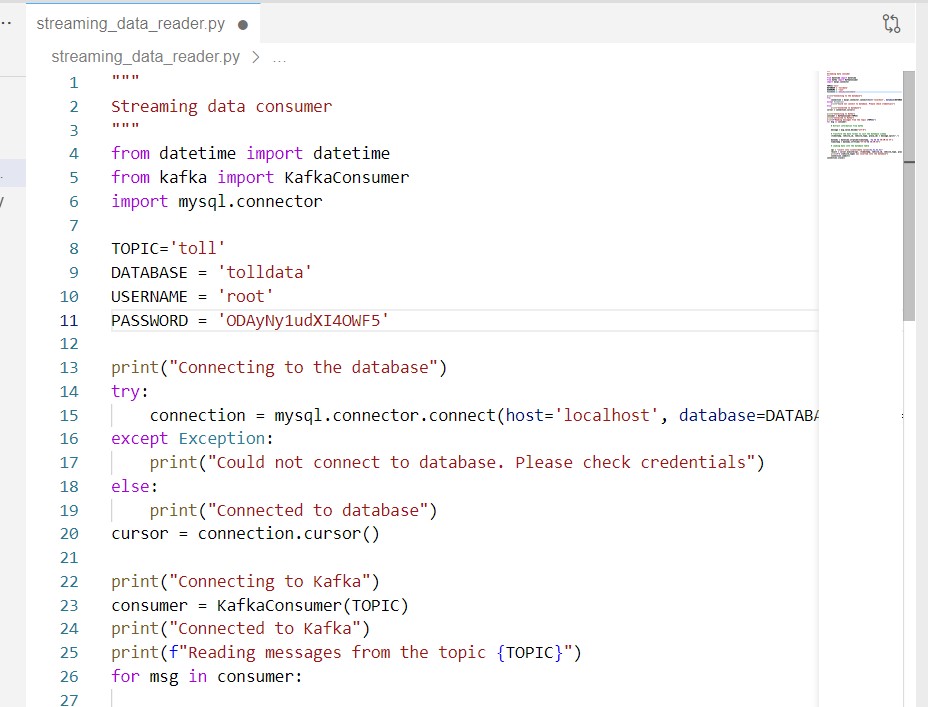 streaming_data_reader.py ●
streaming_data_reader.py > ...
1 """
2 Streaming data consumer
3 """
4 from datetime import datetime
5 from kafka import KafkaConsumer
6 import mysql.connector
7
8 TOPIC='toll'
9 DATABASE = 'tolldata'
10 USERNAME = 'root'
11 PASSWORD = 'ODAyNy1udXI4OWF5'
12
13 print("Connecting to the database")
14 try:
15 connection = mysql.connector.connect(host='localhost', database=DATABA
16 except Exception:
17 print("Could not connect to database. Please check credentials")
18 else:
19 print("Connected to database")
20 cursor = connection.cursor()
21
22 print("Connecting to Kafka")
23 consumer = KafkaConsumer(TOPIC)
24 print("Connected to Kafka")
25 print(f"Reading messages from the topic {TOPIC}")
26 for msg in consumer:
27